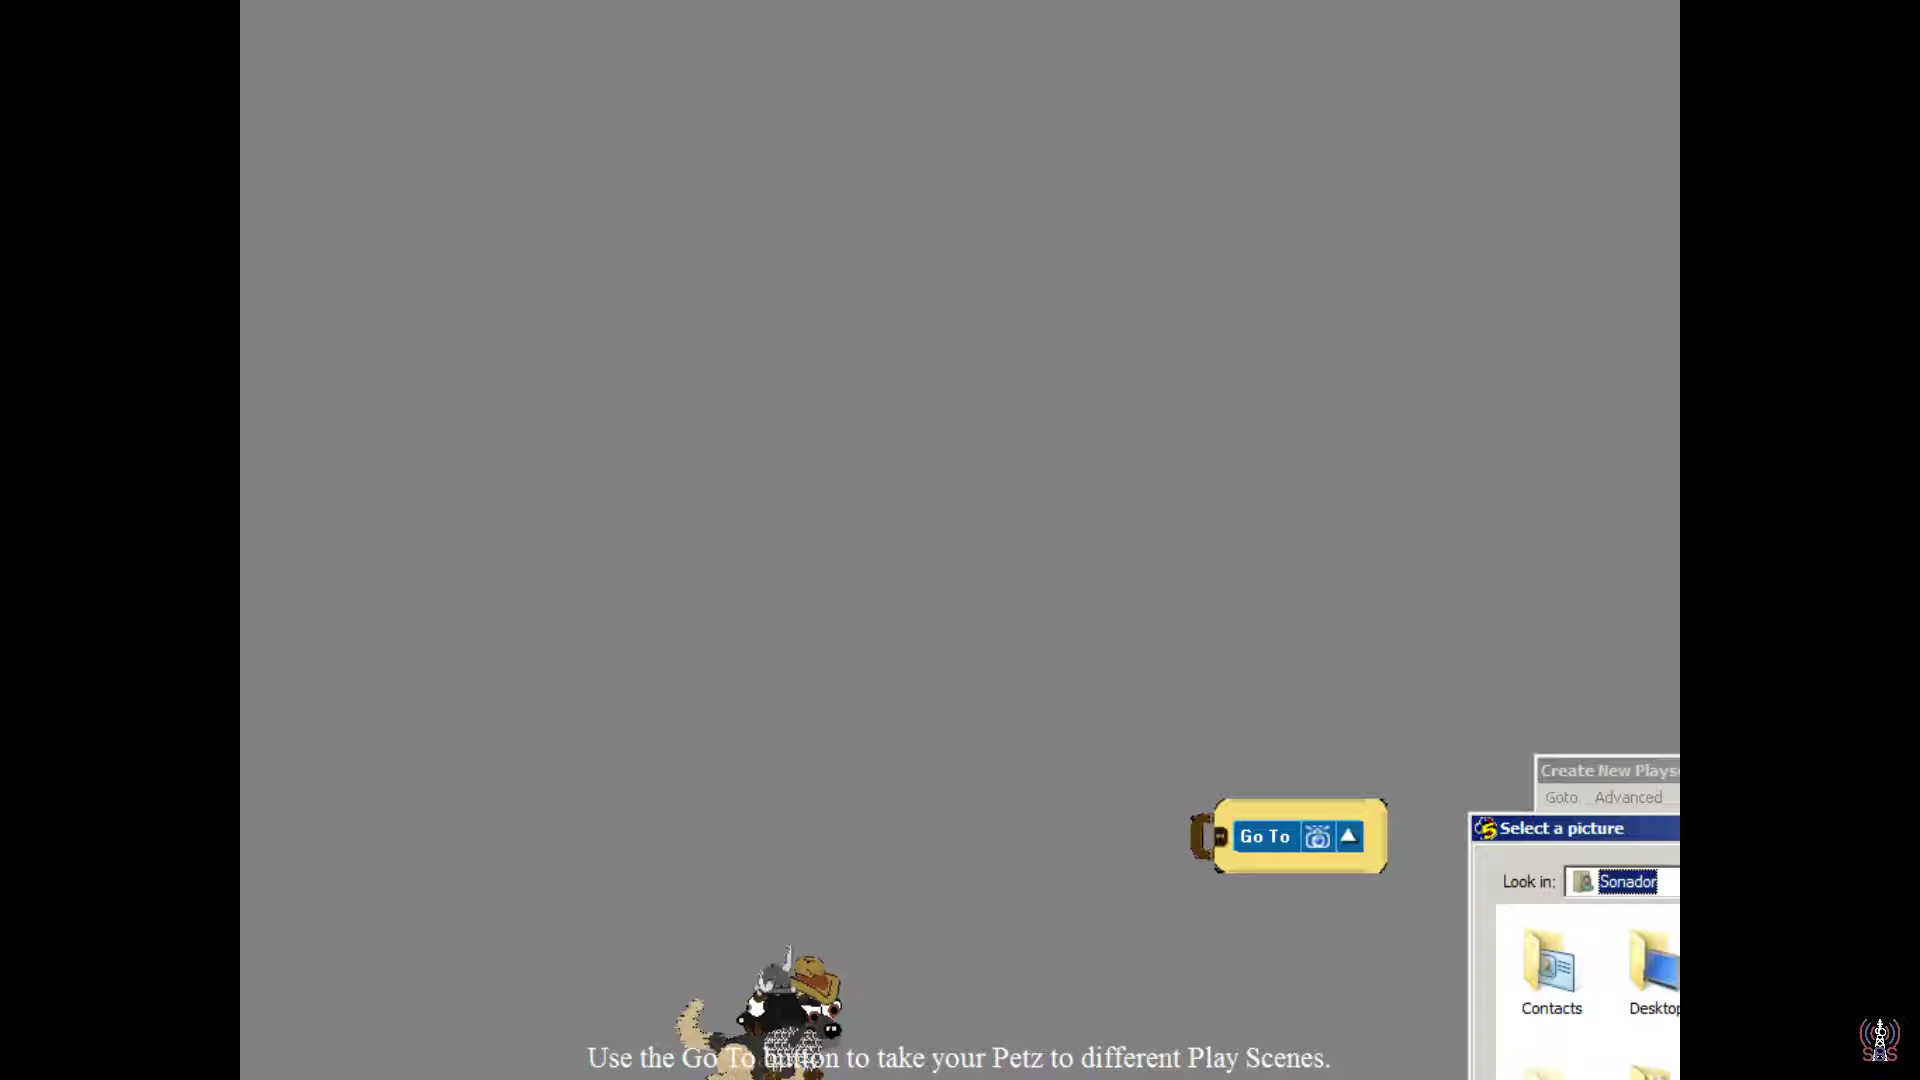 Create New Plays
Goto Advanced
Go To
Select a picture
Look in: Sonador
Contacts
Desktop
Use the Go To button to take your Petz to different Play Scenes.
SOS